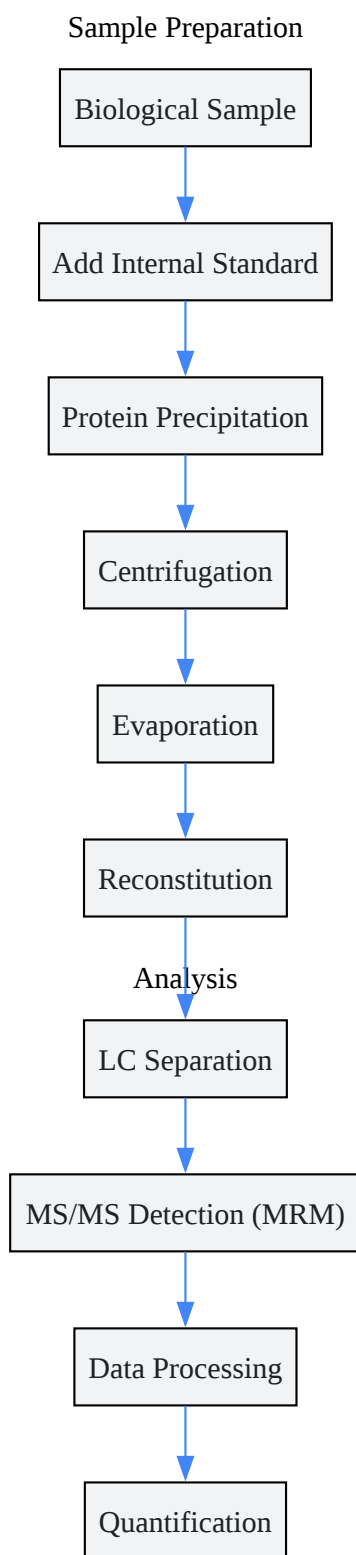 Sample Preparation
Biological Sample
Add Internal Standard
Protein Precipitation
Centrifugation
Evaporation
Reconstitution
Analysis
LC Separation
MS/MS Detection (MRM)
Data Processing
Quantification